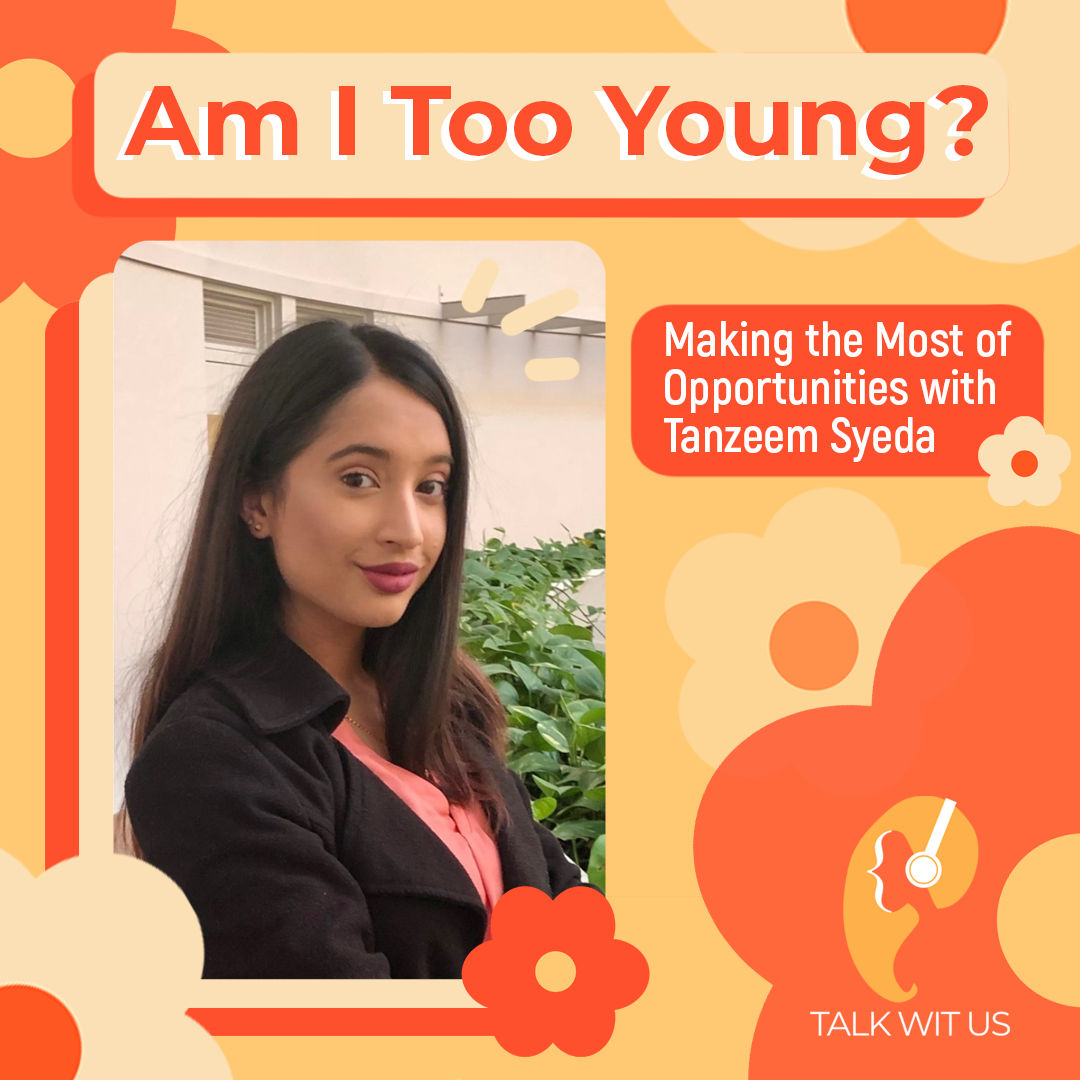 Am I Too Young?
Making the Most of
Opportunities with
Tanzeem Syeda
TALK WIT US